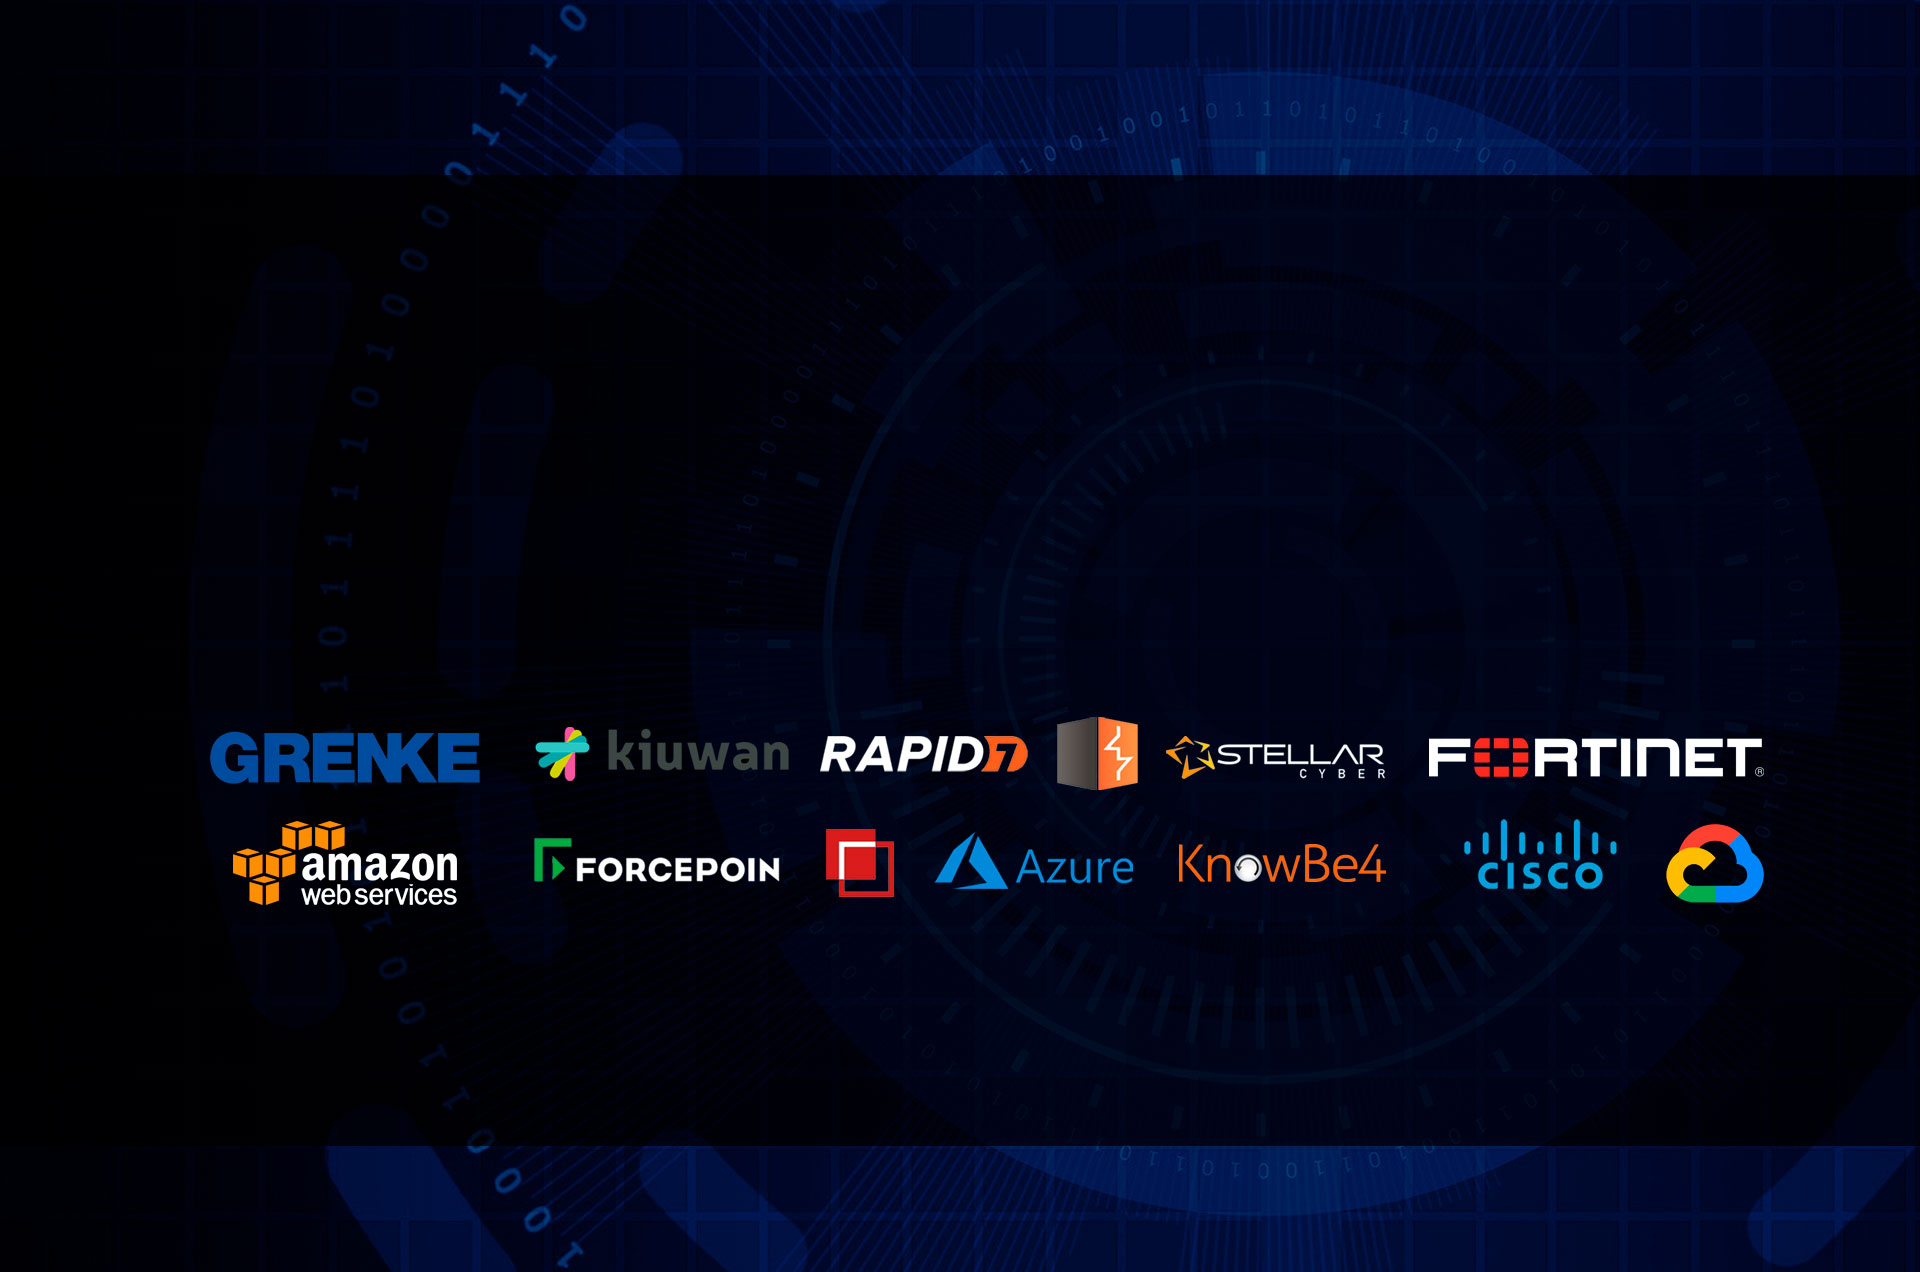 GRENKE kiuwan RAPID7 STELLAR FORTINET®
CYBER
amazon
web services FORCEPOIN Azure KnowBe4 CISCO